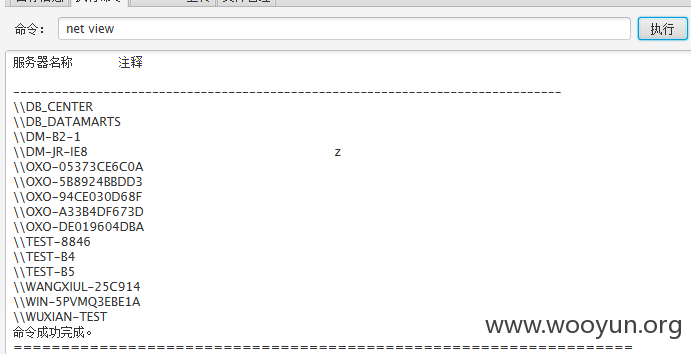 命令： net view 执行
服务器名称 注释
-------------------------------------------------------------------------------
\\DB_CENTER
\\DB_DATAMARTS
\\DM-B2-1
\\DM-JR-IE8 z
\\OXO-05373CE6C0A
\\OXO-5B8924BBDD3
\\OXO-94CE030D68F
\\OXO-A33B4DF673D
\\OXO-DE019604DBA
\\TEST-8846
\\TEST-B4
\\TEST-B5
\\WANGXIUL-25C914
\\WIN-5PVMQ3EBE1A
\\WUXIAN-TEST
命令成功完成。
www.wooyun.org
======================================================================